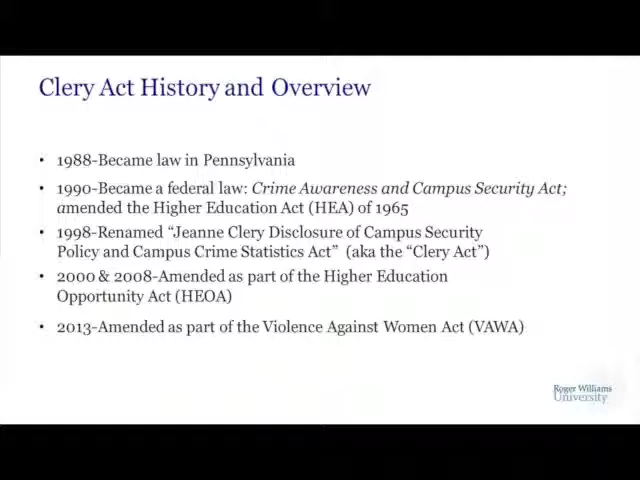 Clery Act History and Overview
• 1988-Became law in Pennsylvania
• 1990-Became a federal law: Crime Awareness and Campus Security Act;
amended the Higher Education Act (HEA) of 1965
• 1998-Renamed “Jeanne Clery Disclosure of Campus Security
Policy and Campus Crime Statistics Act” (aka the “Clery Act”)
• 2000 & 2008-Amended as part of the Higher Education
Opportunity Act (HEOA)
• 2013-Amended as part of the Violence Against Women Act (VAWA)
Roger Williams
University